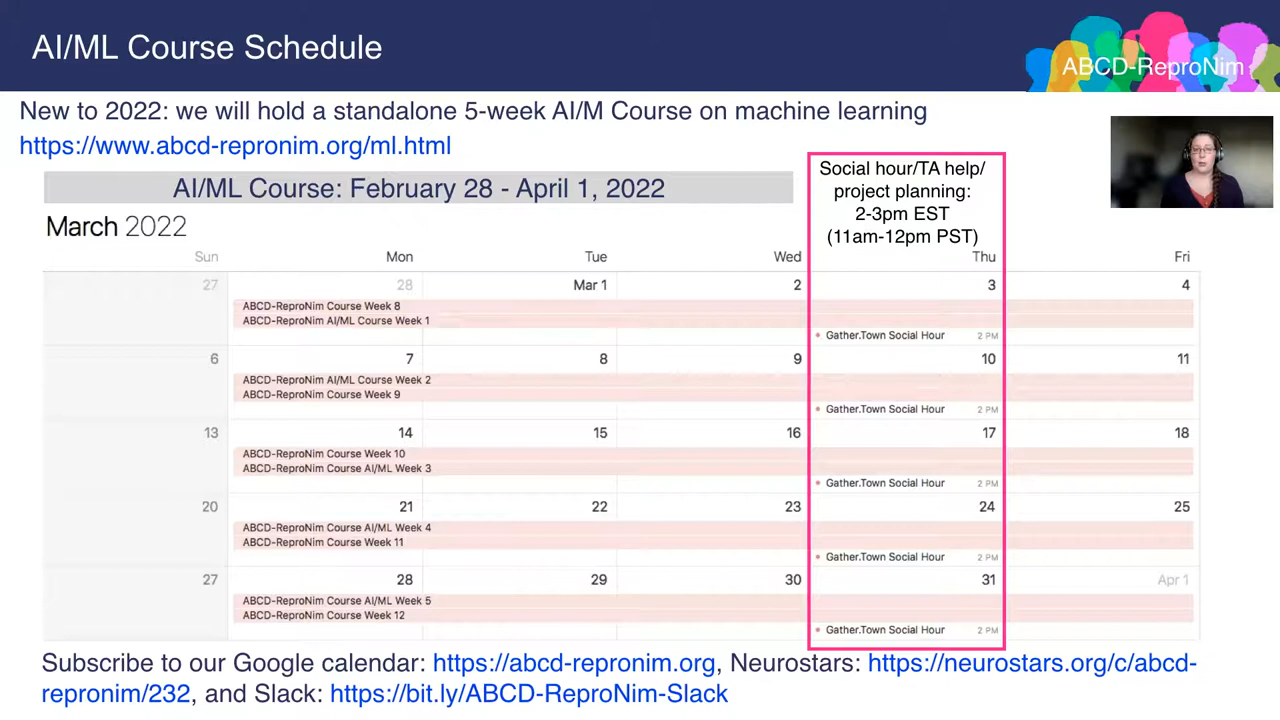 AI/ML Course Schedule
ABCD-ReproNim
New to 2022: we will hold a standalone 5-week AI/M Course on machine learning
https://www.abcd-repronim.org/ml.html
AI/ML Course: February 28 - April 1, 2022
Social hour/TA help/
project planning:
2-3pm EST
(11am-12pm PST)
March 2022
Sun Mon Tue Wed Thu Fri
27 28 Mar 1 2 3 4
ABCD-ReproNim Course Week 8
ABCD-ReproNim AI/ML Course Week 1
Gather.Town Social Hour 2 PM
6 7 8 9 10 11
ABCD-ReproNim AI/ML Course Week 2
ABCD-ReproNim Course Week 9
Gather.Town Social Hour 2 PM
13 14 15 16 17 18
ABCD-ReproNim Course Week 10
ABCD-ReproNim Course AI/ML Week 3
Gather.Town Social Hour 2 PM
20 21 22 23 24 25
ABCD-ReproNim Course AI/ML Week 4
ABCD-ReproNim Course Week 11
Gather.Town Social Hour 2 PM
27 28 29 30 31 Apr 1
ABCD-ReproNim Course AI/ML Week 5
ABCD-ReproNim Course Week 12
Gather.Town Social Hour 2 PM
Subscribe to our Google calendar: https://abcd-repronim.org, Neurostars: https://neurostars.org/c/abcd-
repronim/232, and Slack: https://bit.ly/ABCD-ReproNim-Slack